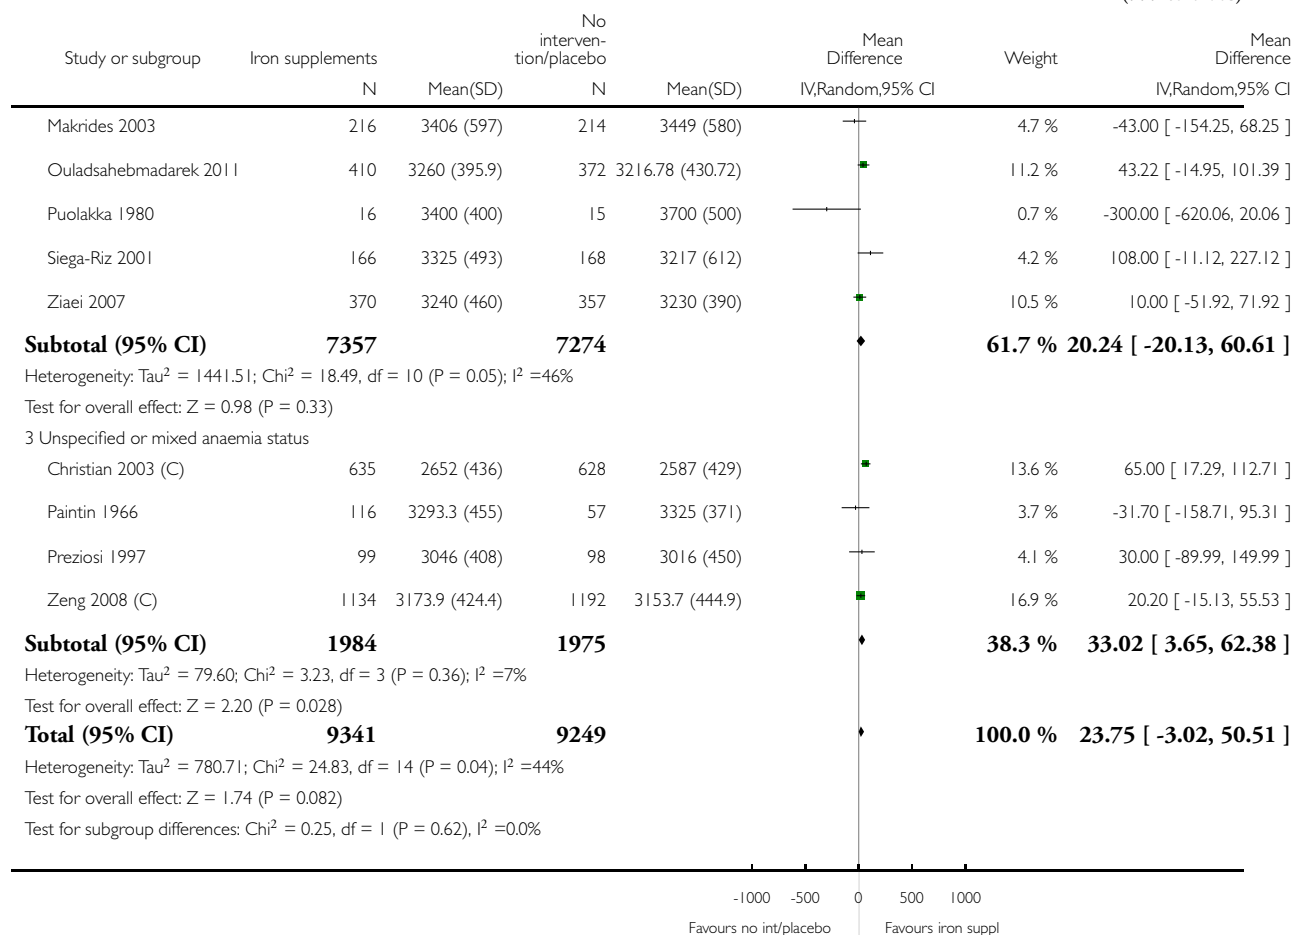 Study or subgroup Iron supplements No interven-tion/placebo Mean Difference Weight Mean Difference
N Mean(SD) N Mean(SD) IV,Random,95% CI IV,Random,95% CI
Makrides 2003 216 3406 (597) 214 3449 (580) 4.7 % -43.00 [ -154.25, 68.25 ]
Ouladsahebmadarek 2011 410 3260 (395.9) 372 3216.78 (430.72) 11.2 % 43.22 [ -14.95, 101.39 ]
Puolakka 1980 16 3400 (400) 15 3700 (500) 0.7 % -300.00 [ -620.06, 20.06 ]
Siega-Riz 2001 166 3325 (493) 168 3217 (612) 4.2 % 108.00 [ -11.12, 227.12 ]
Ziaei 2007 370 3240 (460) 357 3230 (390) 10.5 % 10.00 [ -51.92, 71.92 ]
Subtotal (95% CI) 7357 7274 61.7 % 20.24 [ -20.13, 60.61 ]
Heterogeneity: Tau² = 1441.51; Chi² = 18.49, df = 10 (P = 0.05); I² =46%
Test for overall effect: Z = 0.98 (P = 0.33)
3 Unspecified or mixed anaemia status
Christian 2003 (C) 635 2652 (436) 628 2587 (429) 13.6 % 65.00 [ 17.29, 112.71 ]
Paintin 1966 116 3293.3 (455) 57 3325 (371) 3.7 % -31.70 [ -158.71, 95.31 ]
Preziosi 1997 99 3046 (408) 98 3016 (450) 4.1 % 30.00 [ -89.99, 149.99 ]
Zeng 2008 (C) 1134 3173.9 (424.4) 1192 3153.7 (444.9) 16.9 % 20.20 [ -15.13, 55.53 ]
Subtotal (95% CI) 1984 1975 38.3 % 33.02 [ 3.65, 62.38 ]
Heterogeneity: Tau² = 79.60; Chi² = 3.23, df = 3 (P = 0.36); I² =7%
Test for overall effect: Z = 2.20 (P = 0.028)
Total (95% CI) 9341 9249 100.0 % 23.75 [ -3.02, 50.51 ]
Heterogeneity: Tau² = 780.71; Chi² = 24.83, df = 14 (P = 0.04); I² =44%
Test for overall effect: Z = 1.74 (P = 0.082)
Test for subgroup differences: Chi² = 0.25, df = 1 (P = 0.62), I² =0.0%
-1000 -500 0 500 1000
Favours no int/placebo Favours iron suppl